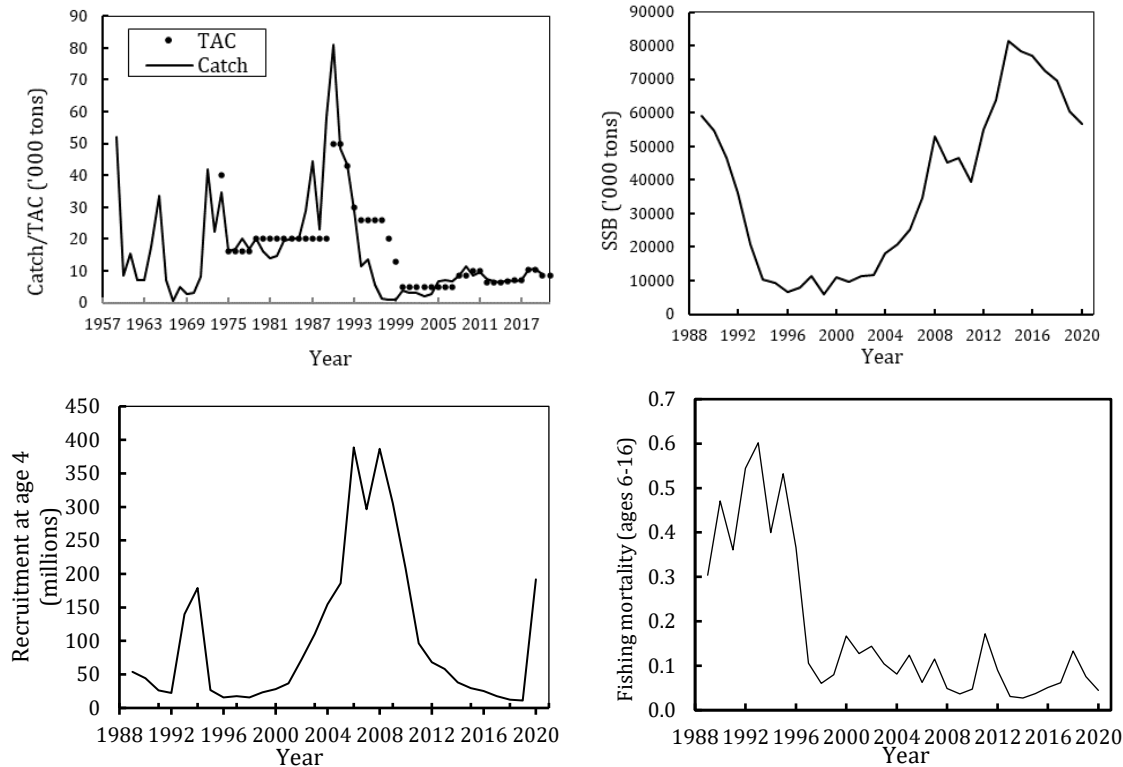 90
80
70
60
50
40
30
20
10
0
TAC
Catch
Catch/TAC ('000 tons)
1957 1963 1969 1975 1981 1987 1993 1999 2005 2011 2017
Year
90000
80000
70000
60000
50000
40000
30000
20000
10000
0
SSB ('000 tons)
1988 1992 1996 2000 2004 2008 2012 2016 2020
Year
450
400
350
300
250
200
150
100
50
0
Recruitment at age 4
(millions)
1988 1992 1996 2000 2004 2008 2012 2016 2020
Year
0.7
0.6
0.5
0.4
0.3
0.2
0.1
0.0
Fishing mortality (ages 6-16)
1988 1992 1996 2000 2004 2008 2012 2016 2020
Year